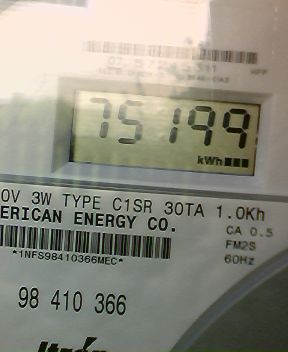 75199
kWh
0V 3W TYPE C1SR 30TA 1.0Kh
ERICAN ENERGY CO.
CA 0.5
FM2S
*1NFS98410366MEC*
60Hz
98 410 366
Itrón